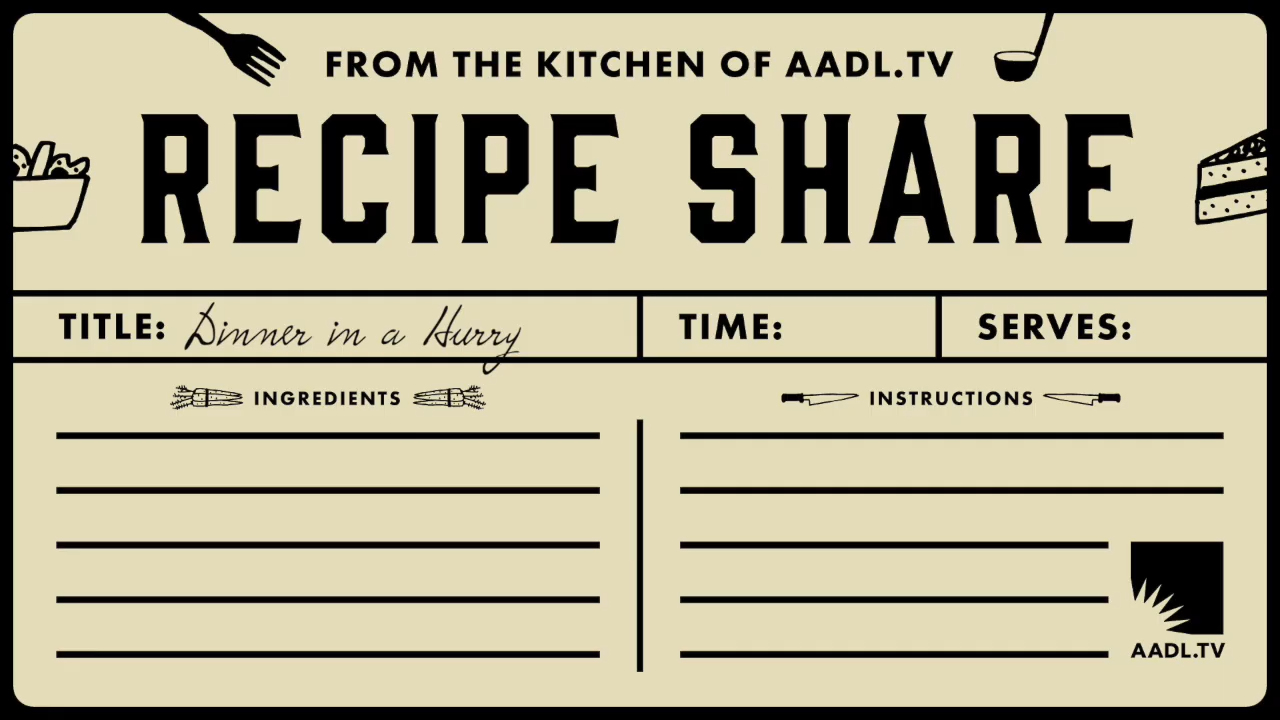 FROM THE KITCHEN OF AADL.TV
RECIPE SHARE
TITLE: Dinner in a Hurry
TIME:
SERVES:
INGREDIENTS
INSTRUCTIONS
AADL.TV